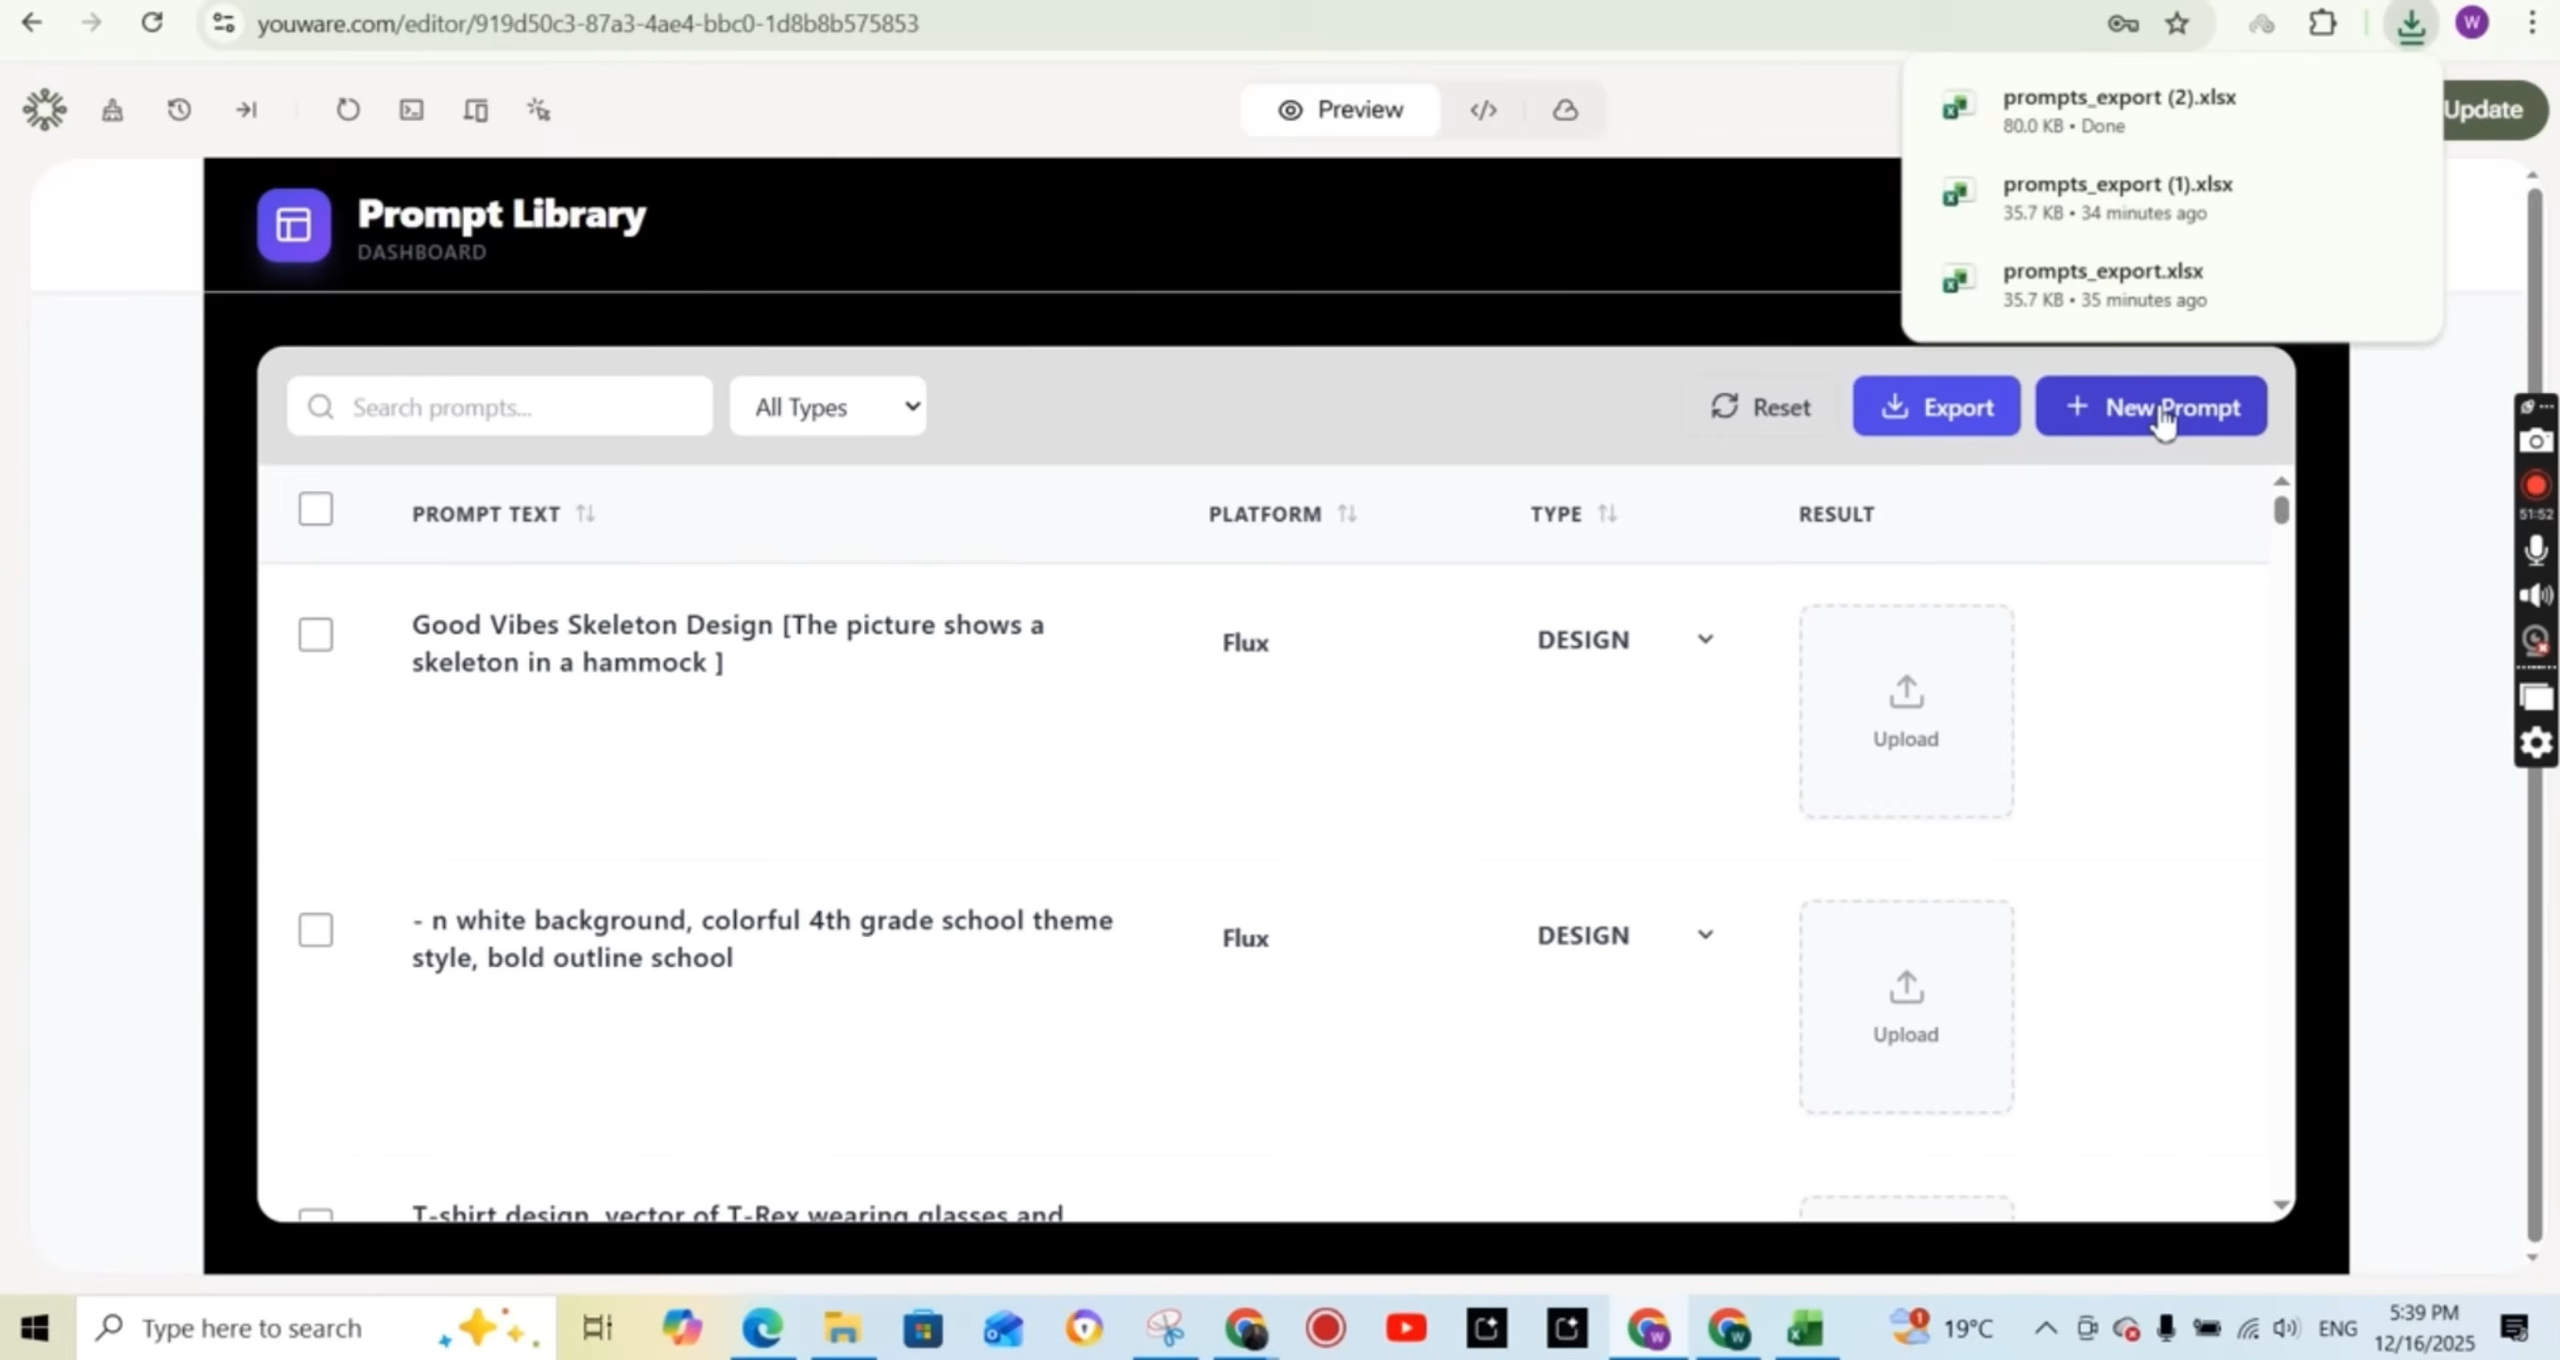 youware.com/editor/919d50c3-87a3-4ae4-bbc0-1d8b8b575853
W
Preview
Update
prompts_export (2).xlsx
80.0 KB • Done
prompts_export (1).xlsx
35.7 KB • 34 minutes ago
prompts_export.xlsx
35.7 KB • 35 minutes ago
Prompt Library
DASHBOARD
Search prompts...
All Types
Reset
Export
+ New Prompt
PROMPT TEXT
PLATFORM
TYPE
RESULT
51:52
Good Vibes Skeleton Design [The picture shows a
skeleton in a hammock ]
Flux
DESIGN
Upload
- n white background, colorful 4th grade school theme
style, bold outline school
Flux
DESIGN
Upload
T-shirt design, vector of T-Rex wearing glasses and
Type here to search
19°C
ENG
5:39 PM
12/16/2025